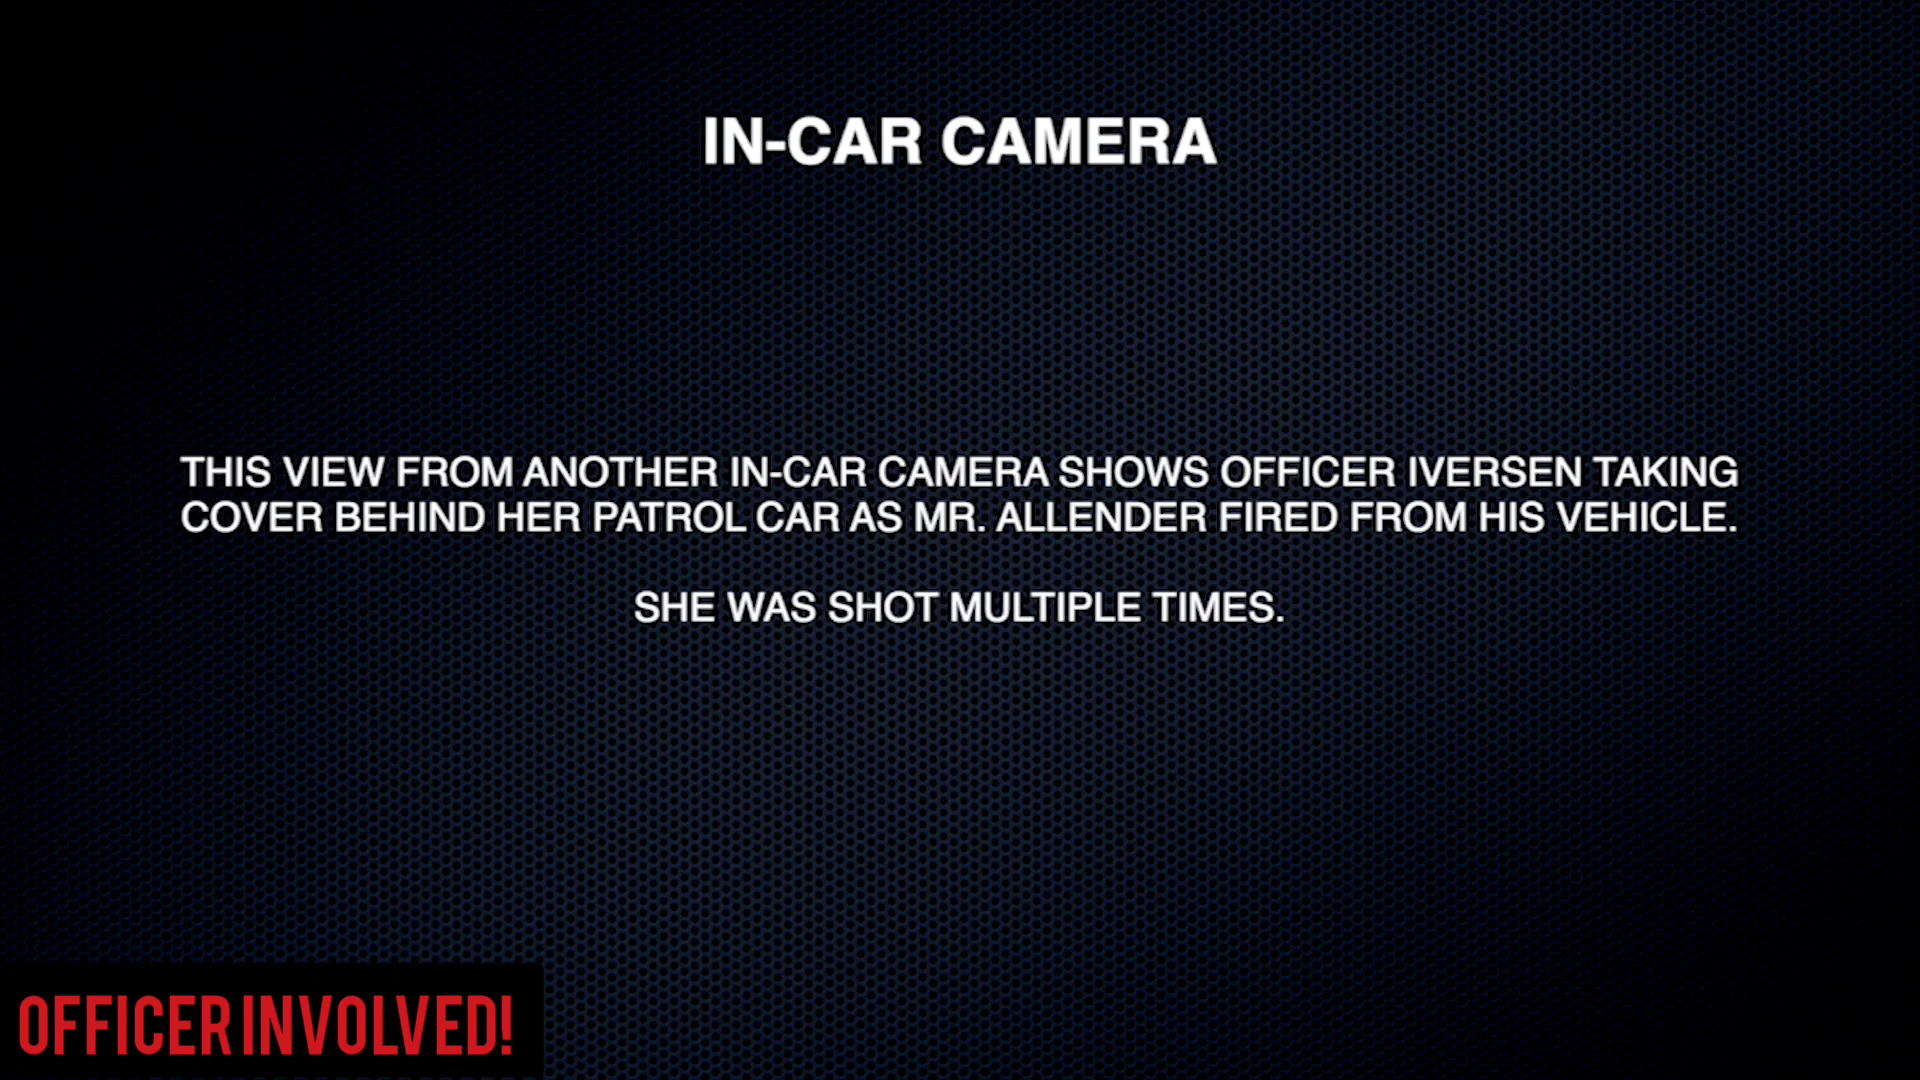 IN-CAR CAMERA
THIS VIEW FROM ANOTHER IN-CAR CAMERA SHOWS OFFICER IVERSEN TAKING
COVER BEHIND HER PATROL CAR AS MR. ALLENDER FIRED FROM HIS VEHICLE.
SHE WAS SHOT MULTIPLE TIMES.
OFFICER INVOLVED!